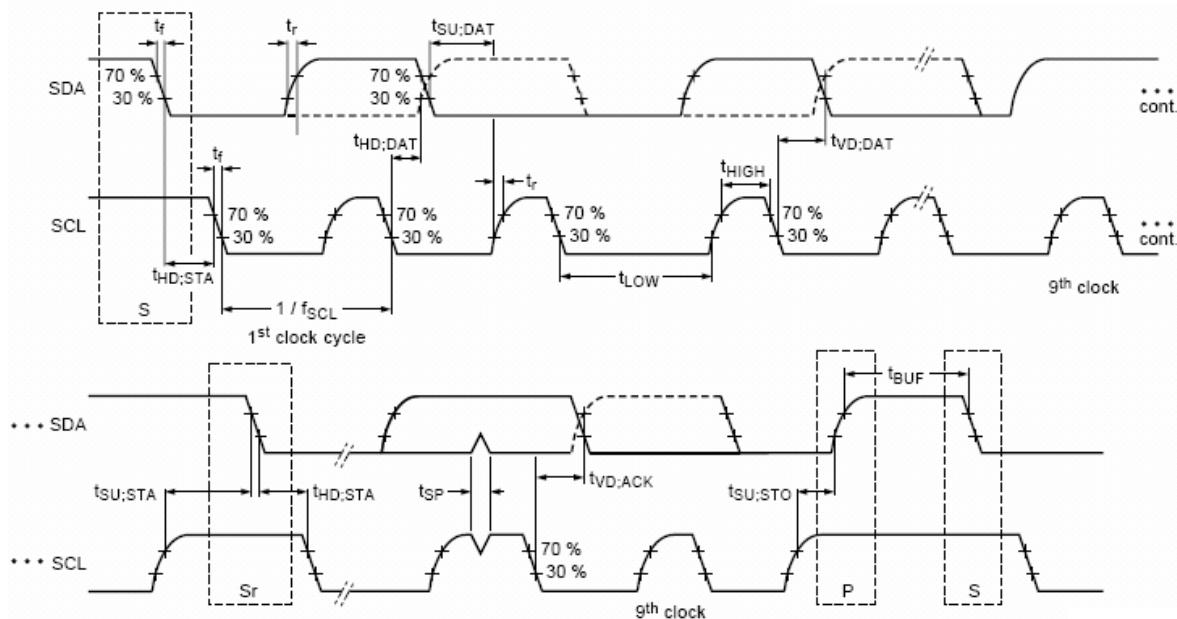 tf tr tSU;DAT
SDA 70 % 70 %
30 % 30 % cont.
tHD;DAT tVD;DAT
tf tr tHIGH
SCL 70 % 70 % 70 % 70 %
30 % 30 % 30 % 30 % cont.
tHD;STA tLOW
S 1 / fSCL 9th clock
1st clock cycle
tBUF
••• SDA
tSU;STA tHD;STA tSP tVD;ACK tSU;STO
••• SCL 70 %
30 %
Sr 9th clock P S